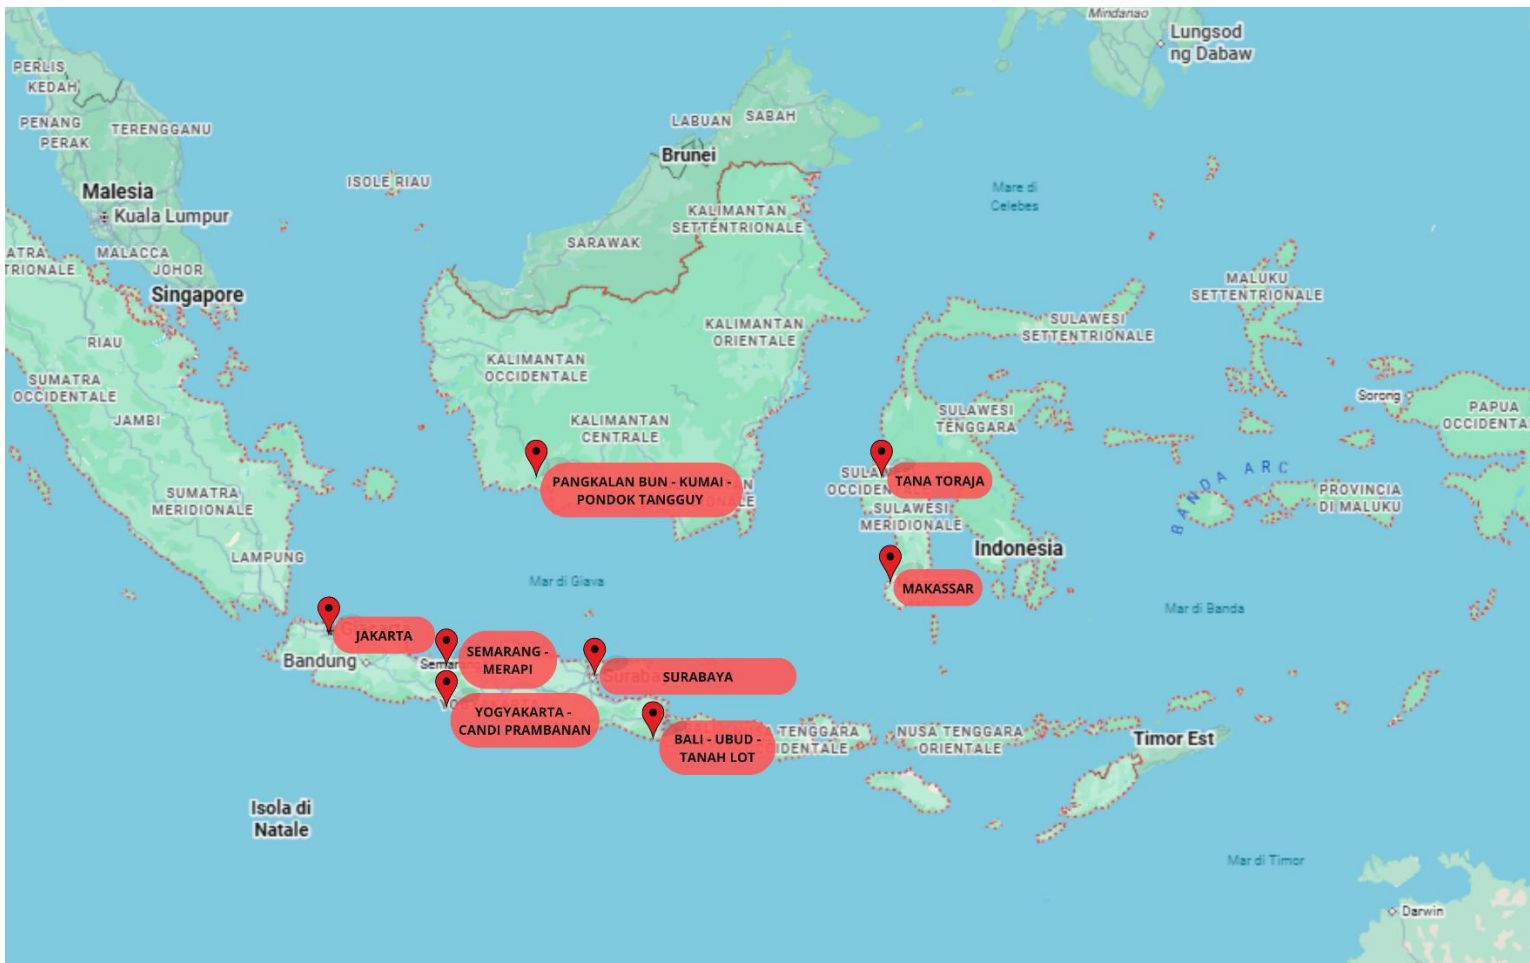 Mindanao
Lungsod
ng Dabaw
PERLIS
KEDAH
PENANG
PERAK
TERENGGANU
LABUAN
SABAH
Brunei
ISOLE RIAU
Malesia
Kuala Lumpur
Mare di
Celebes
KALIMANTAN
SETTENTRIONALE
SARAWAK
ATRA
TRIONALE
MALACCA
JOHOR
Singapore
MALUKU
SETTENTRIONALE
RIAU
KALIMANTAN
ORIENTALE
SULAWESI
SETTENTRIONALE
KALIMANTAN
OCCIDENTALE
SUMATRA
OCCIDENTALE
Sorong
PAPUA
OCCIDENTA
JAMBI
KALIMANTAN
CENTRALE
SULAWESI
TENGGARA
BANDA ARC
PANGKALAN BUN - KUMAI -
PONDOK TANGGUY
TANA TORAJA
SUMATRA
MERIDIONALE
SULAWESI
MERIDIONALE
PROVINCIA
DI MALUKU
LAMPUNG
Indonesia
Mar di Giava
MAKASSAR
Mar di Banda
JAKARTA
Bandung
SEMARANG -
MERAPI
SURABAYA
YOGYAKARTA -
CANDI PRAMBANAN
BALI - UBUD -
TANAH LOT
TENGGARA
NUSA TENGGARA
ORIENTALE
Timor Est
Isola di
Natale
Mar di Timor
Darwin